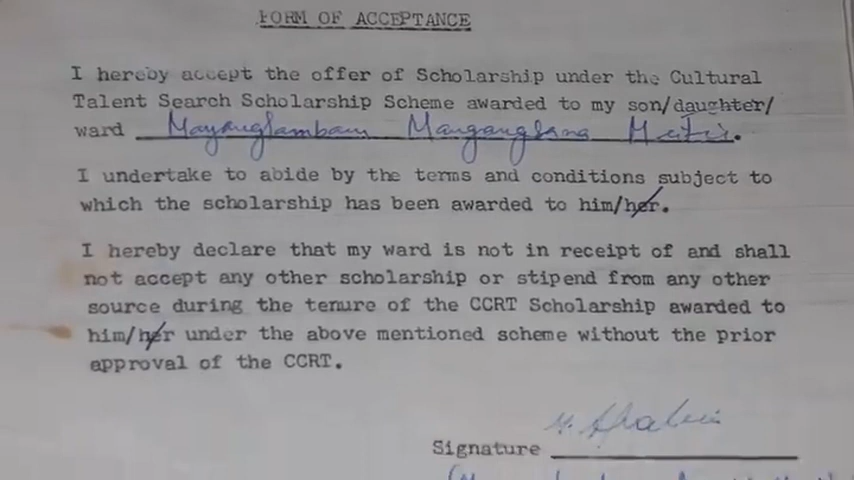 FORM OF ACCEPTANCE
I hereby accept the offer of Scholarship under the Cultural
Talent Search Scholarship Scheme awarded to my son/daughter/
ward Mayanglambam Mangangsana Meitei.
I undertake to abide by the terms and conditions subject to
which the scholarship has been awarded to him/her.
I hereby declare that my ward is not in receipt of and shall
not accept any other scholarship or stipend from any other
source during the tenure of the CCRT Scholarship awarded to
him/her under the above mentioned scheme without the prior
approval of the CCRT.
Signature